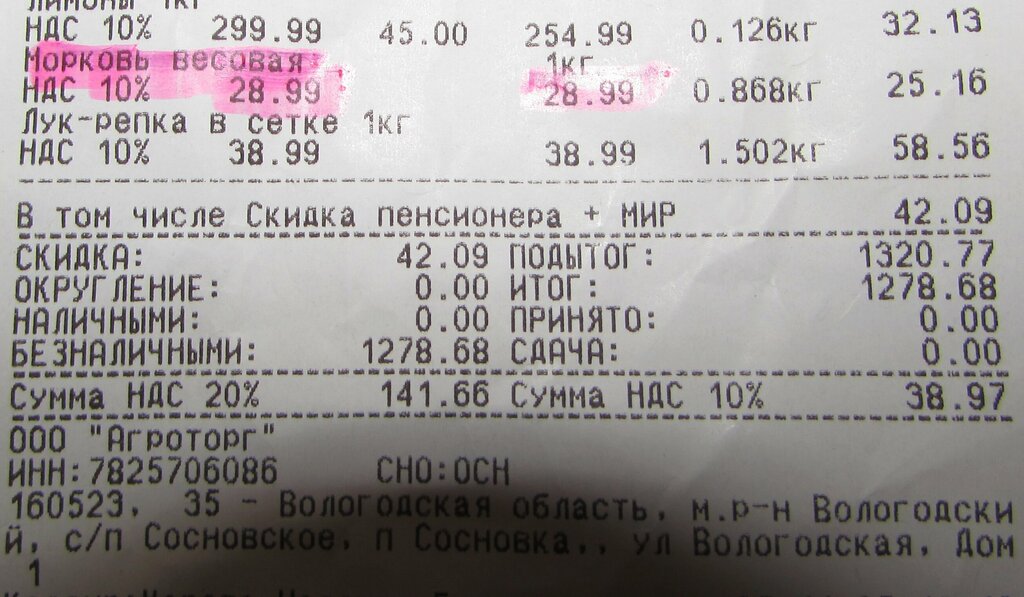 ЛИМОНЫ 1кг
НДС 10% 299.99 45.00 254.99 0.126кг 32.13
Морковь весовая 1кг
НДС 10% 28.99 28.99 0.868кг 25.16
Лук-репка в сетке 1кг
НДС 10% 38.99 38.99 1.502кг 58.56
В том числе Скидка пенсионера + МИР 42.09
СКИДКА: 42.09 ПОДЫТОГ: 1320.77
ОКРУГЛЕНИЕ: 0.00 ИТОГ: 1278.68
НАЛИЧНЫМИ: 0.00 ПРИНЯТО: 0.00
БЕЗНАЛИЧНЫМИ: 1278.68 СДАЧА: 0.00
Сумма НДС 20% 141.66 Сумма НДС 10% 38.97
ООО "Агроторг"
ИНН:7825706086 СНО:ОСН
160523, 35 - Вологодская область, м.р-н Вологодски
й, с/п Сосновское, п Сосновка,, ул Вологодская, Дом
1